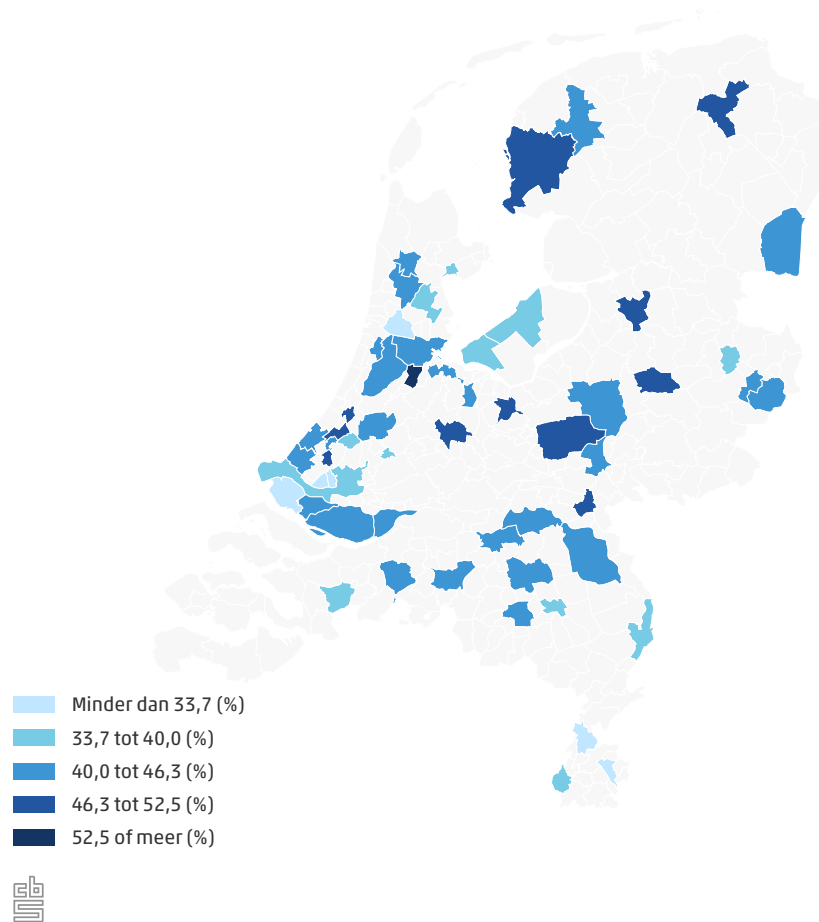 Minder dan 33,7 (%)
33,7 tot 40,0 (%)
40,0 tot 46,3 (%)
46,3 tot 52,5 (%)
52,5 of meer (%)
cbs